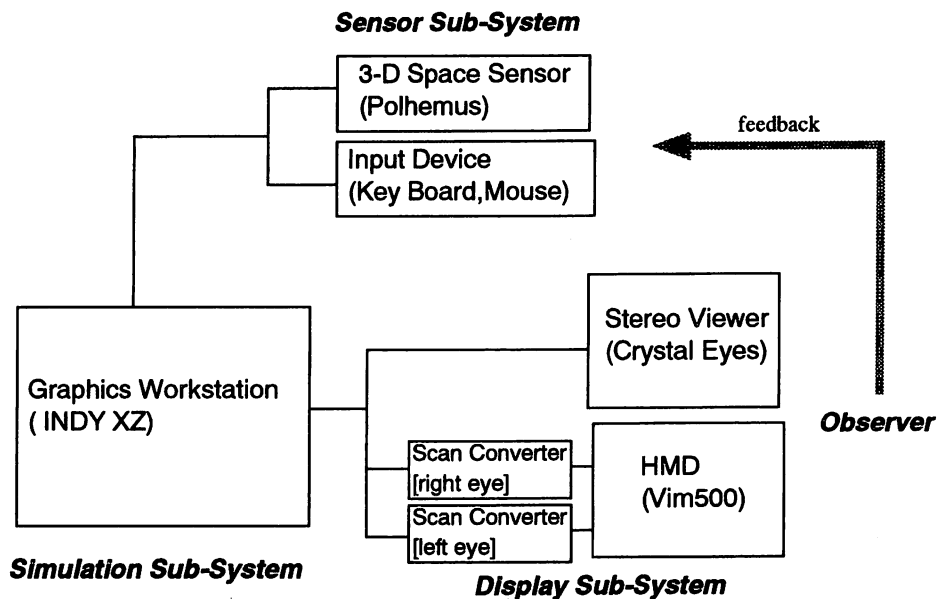 Sensor Sub-System
3-D Space Sensor
(Polhemus)
feedback
Input Device
(Key Board,Mouse)
Stereo Viewer
(Crystal Eyes)
Graphics Workstation
( INDY XZ)
Observer
Scan Converter
[right eye]
HMD
(Vim500)
Scan Converter
[left eye]
Simulation Sub-System
Display Sub-System